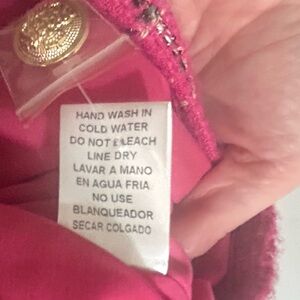 HAND WASH IN
COLD WATER
DO NOT BLEACH
LINE DRY
LAVAR A MANO
EN AGUA FRIA
NO USE
BLANQUEADOR
SECAR COLGADO